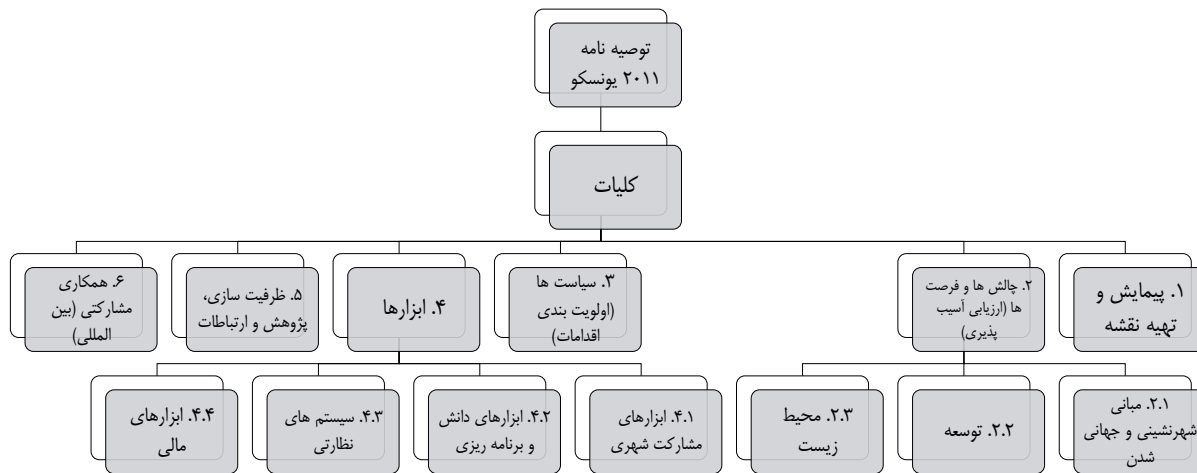 توصیه نامه
۲۰۱۱ یونسکو
کلیات
۱. پیمایش و
تهیه نقشه
۲. چالش ها و فرصت
ها (ارزیابی آسیب
پذیری)
۳. سیاست ها
(اولویت بندی
اقدامات)
۴. ابزارها
۵. ظرفیت سازی،
پژوهش و ارتباطات
۶. همکاری
مشارکتی (بین
المللی)
۲.۱. مبانی
شهرنشینی و جهانی
شدن
۲.۲. توسعه
۲.۳. محیط
زیست
۴.۱. ابزارهای
مشارکت شهری
۴.۲. ابزارهای دانش
و برنامه ریزی
۴.۳. سیستم های
نظارتی
۴.۴. ابزارهای
مالی